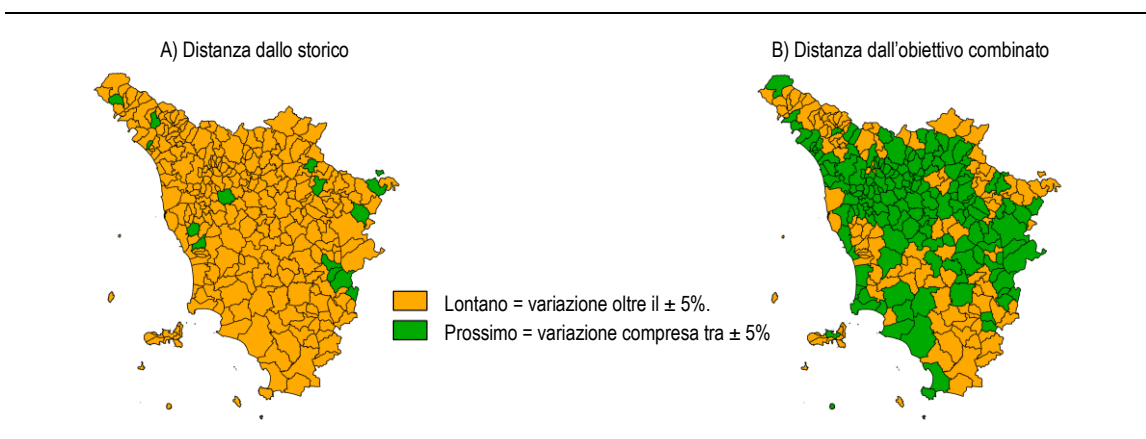 A) Distanza dallo storico
B) Distanza dall'obiettivo combinato
Lontano = variazione oltre il ± 5%.
Prossimo = variazione compresa tra ± 5%